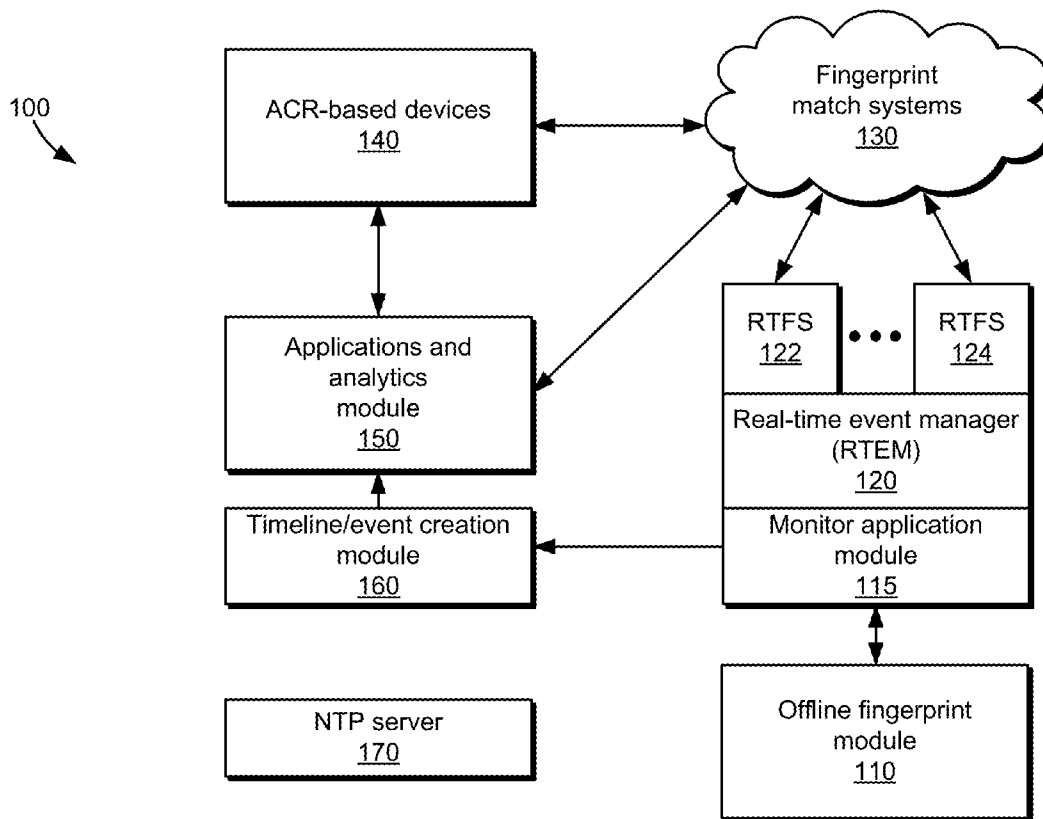 100
ACR-based devices
140
Fingerprint
match systems
130
Applications and
analytics
module
150
RTFS
122
RTFS
124
Real-time event manager
(RTEM)
120
Timeline/event creation
module
160
Monitor application
module
115
NTP server
170
Offline fingerprint
module
110